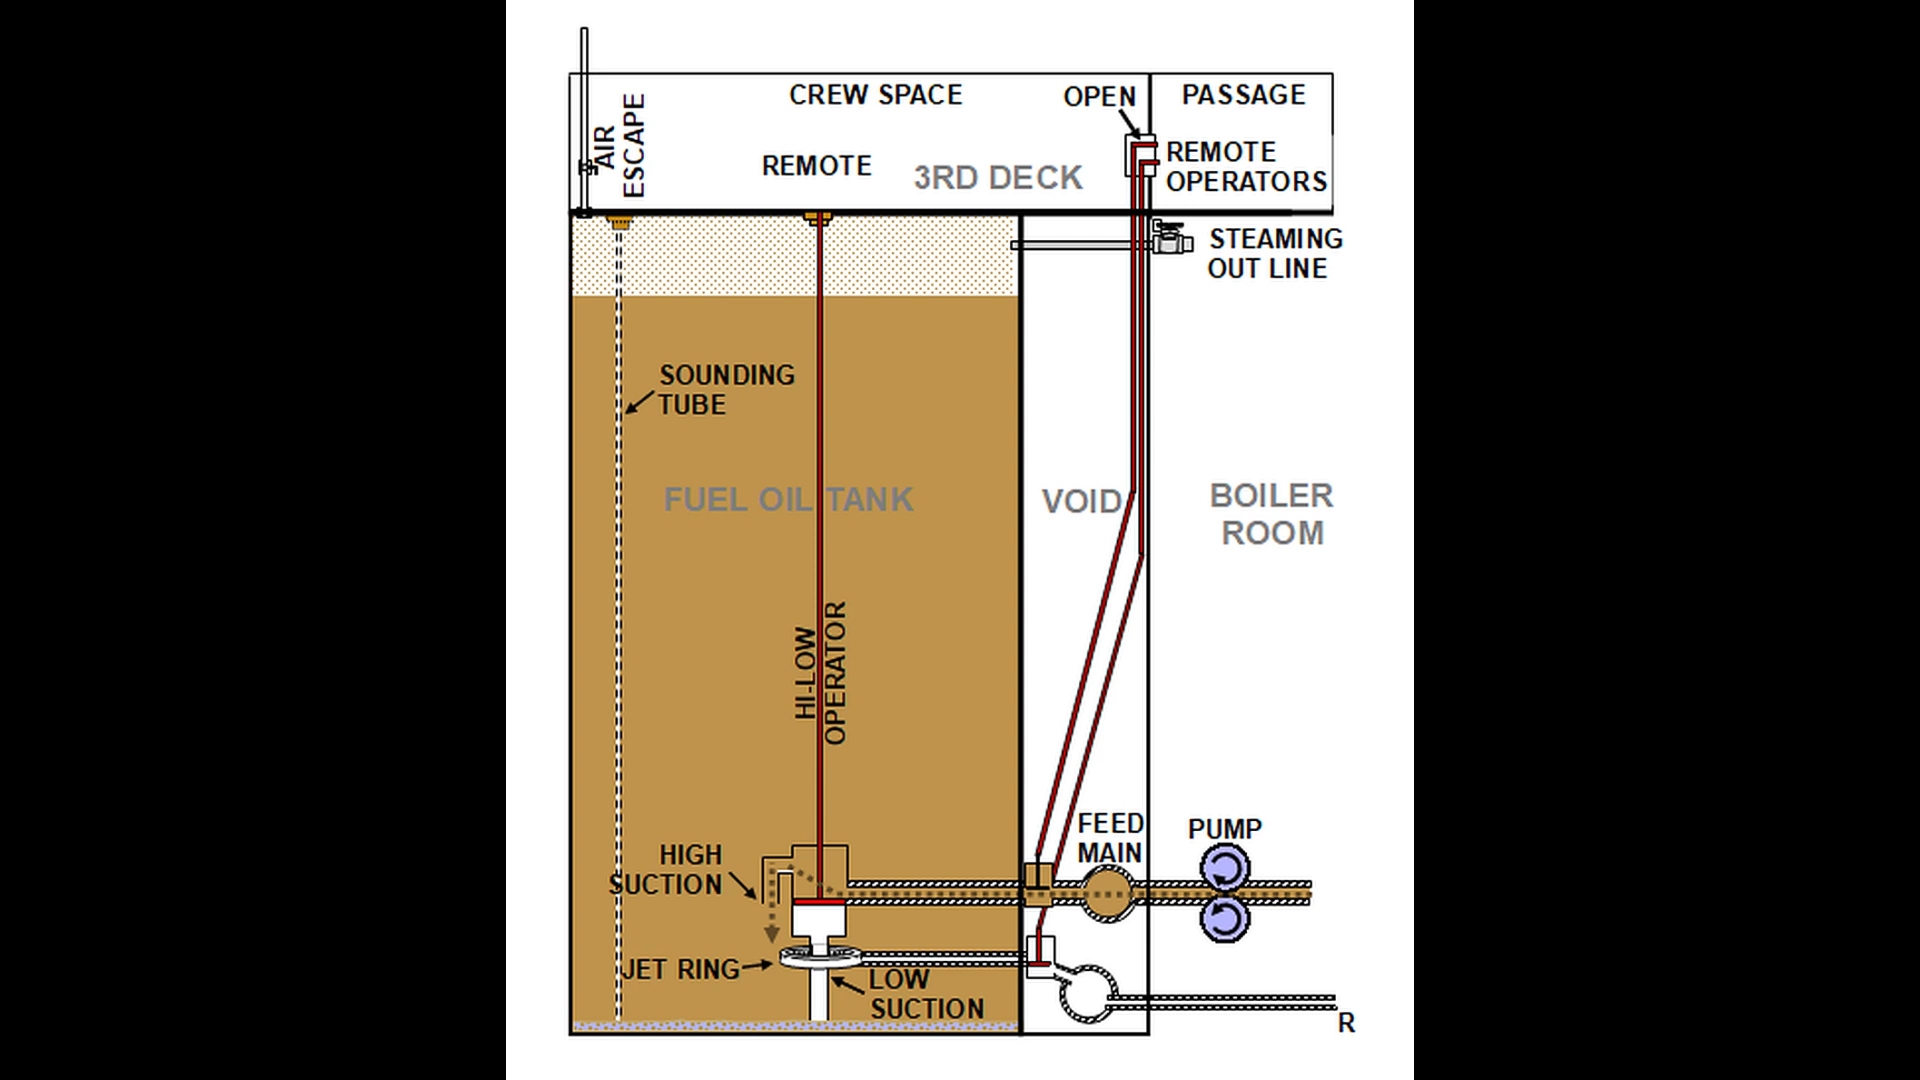 CREW SPACE
OPEN
PASSAGE
AIR
ESCAPE
REMOTE
3RD DECK
REMOTE
OPERATORS
STEAMING
OUT LINE
SOUNDING
TUBE
FUEL OIL TANK
VOID
BOILER
ROOM
HI-LOW
OPERATOR
FEED
MAIN
PUMP
HIGH
SUCTION
JET RING
LOW
SUCTION
R